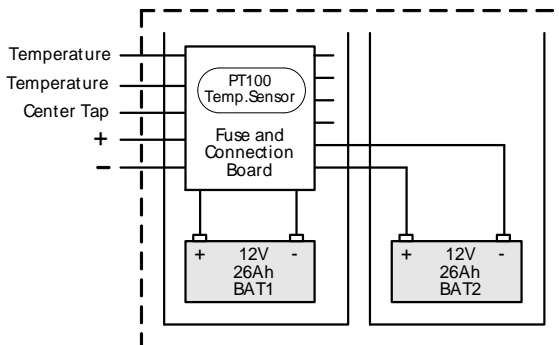 Temperature
Temperature
Center Tap
+
-
PT100
Temp.Sensor
Fuse and
Connection
Board
+ 12V -
26Ah
BAT1
+ 12V -
26Ah
BAT2